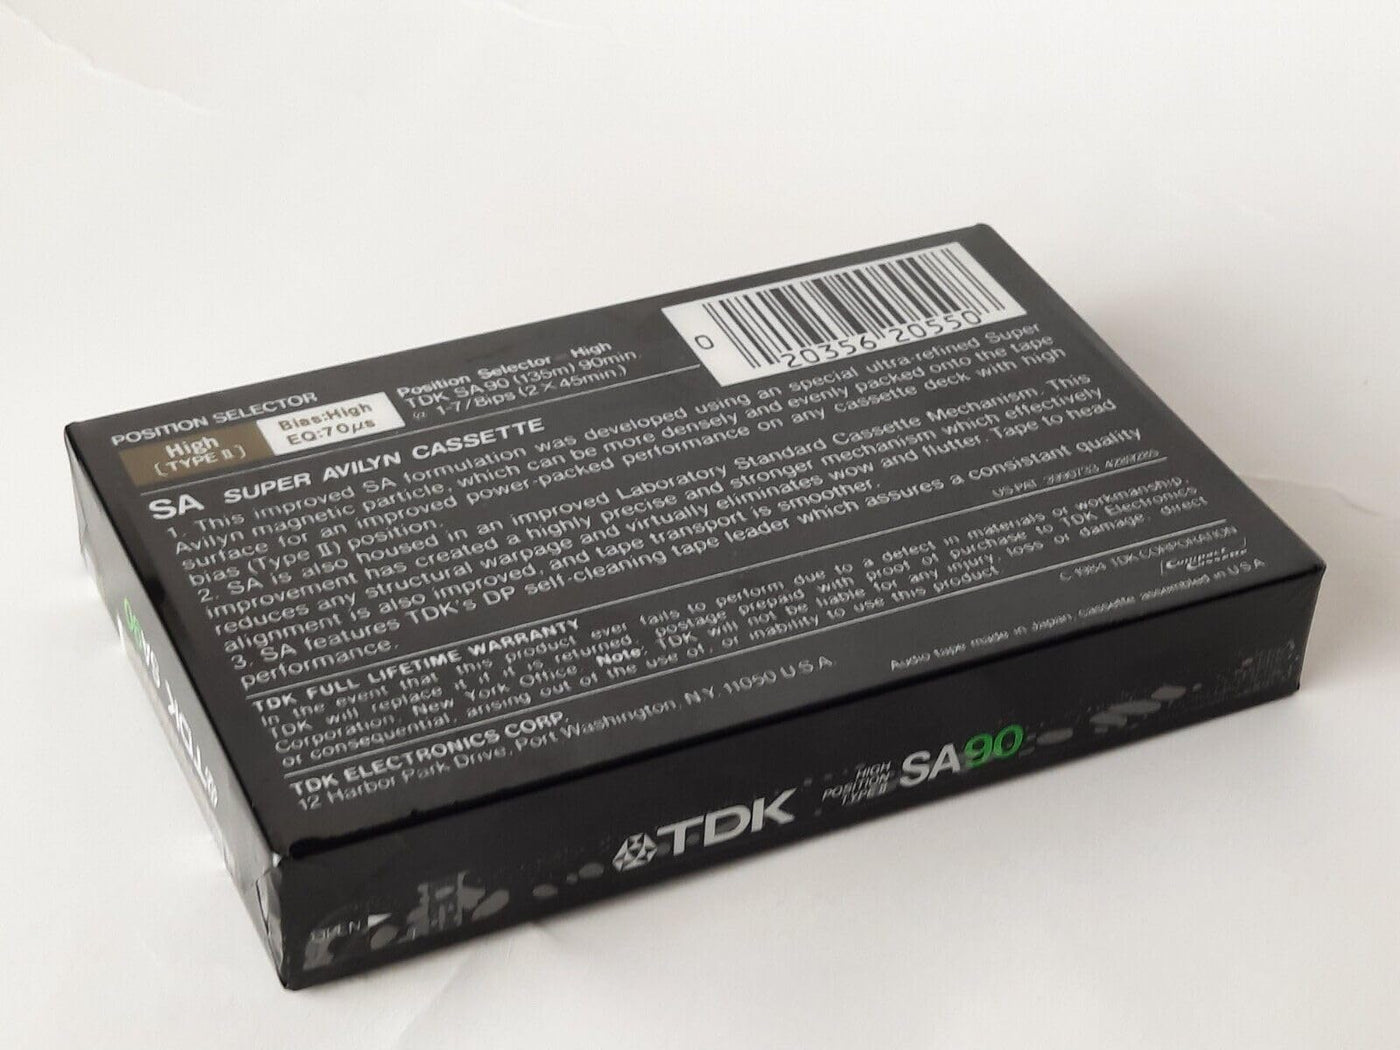 POSITION SELECTOR
High
[TYPE II]
Bias:High
EQ:70µs
Position Selector High
TDK SA 90 (135m) 90min.
1-7/8ips (2 × 45min.)
0 20356 20550
SA SUPER AVILYN CASSETTE
1. This improved SA formulation was developed using an special ultra-refined Super
Avilyn magnetic particle, which can be more densely and evenly packed onto the tape
surface for an improved power-packed performance on any cassette deck with high
bias (Type II) position.
2. SA is also housed in an improved Laboratory Standard Cassette Mechanism. This
improvement has created a highly precise and stronger mechanism which effectively
reduces any structural warpage and virtually eliminates wow and flutter. Tape to head
alignment is also improved, and tape transport is smoother.
3. SA features TDK's DP self-cleaning tape leader which assures a consistant quality
performance.
US·PAT 3990733 4289285
TDK FULL LIFETIME WARRANTY
In the event that this product ever fails to perform due to a defect in materials or workmanship,
TDK will replace it if it is returned, postage prepaid with proof of purchase to TDK Electronics
Corporation, New York Office. Note: TDK will not be liable for any injury, loss or damage, direct
or consequential, arising out of the use of, or inability to use this product.
TDK ELECTRONICS CORP.
12 Harbor Park Drive, Port Washington, N.Y. 11050 U.S.A.
© 1984 TDK CORPORATION
Audio tape made in Japan, cassette assembled in U.S.A.
OPEN
TDK
HIGH
POSITION
TYPE II
SA90
TDK SA90